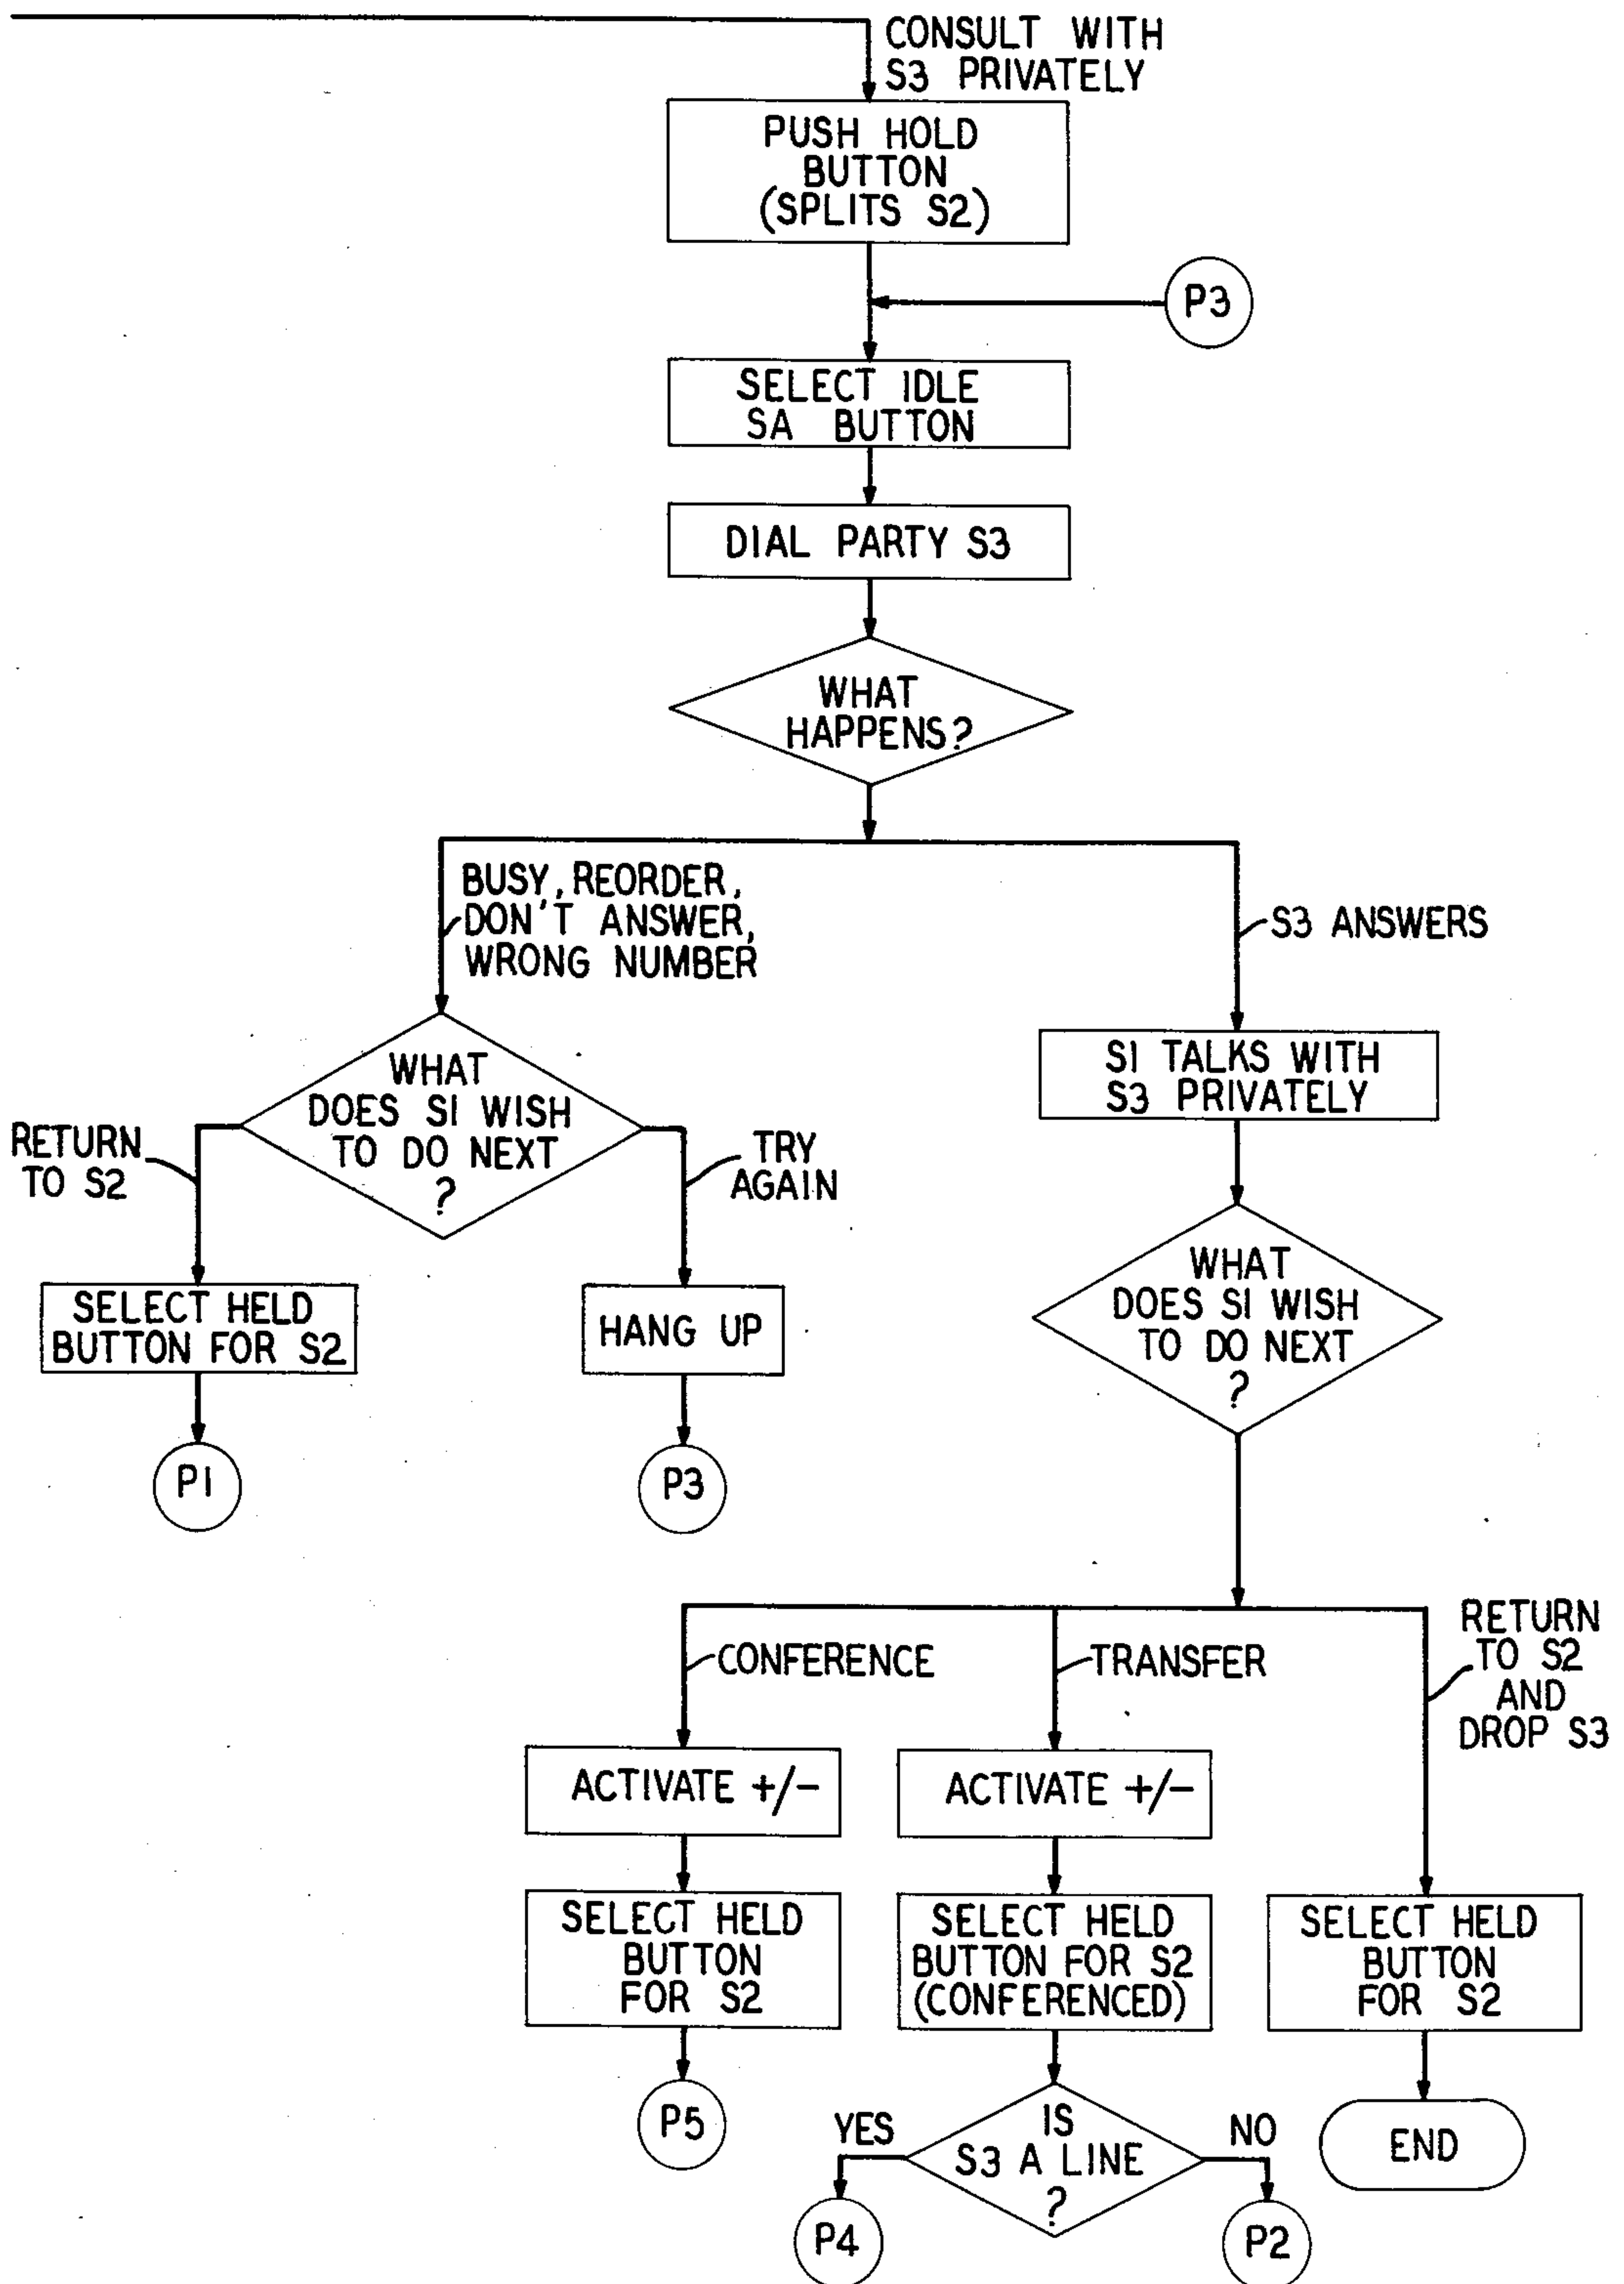 CONSULT WITH
S3 PRIVATELY
PUSH HOLD
BUTTON
(SPLITS S2)
P3
SELECT IDLE
SA BUTTON
DIAL PARTY S3
WHAT
HAPPENS?
BUSY, REORDER,
DON'T ANSWER,
WRONG NUMBER
S3 ANSWERS
WHAT
DOES S1 WISH
TO DO NEXT
?
S1 TALKS WITH
S3 PRIVATELY
RETURN
TO S2
TRY
AGAIN
SELECT HELD
BUTTON FOR S2
HANG UP
WHAT
DOES S1 WISH
TO DO NEXT
?
P1
P3
CONFERENCE
TRANSFER
RETURN
TO S2
AND
DROP S3
ACTIVATE +/-
ACTIVATE +/-
SELECT HELD
BUTTON
FOR S2
SELECT HELD
BUTTON FOR S2
(CONFERENCED)
SELECT HELD
BUTTON
FOR S2
P5
YES
IS
S3 A LINE
?
NO
END
P4
P2